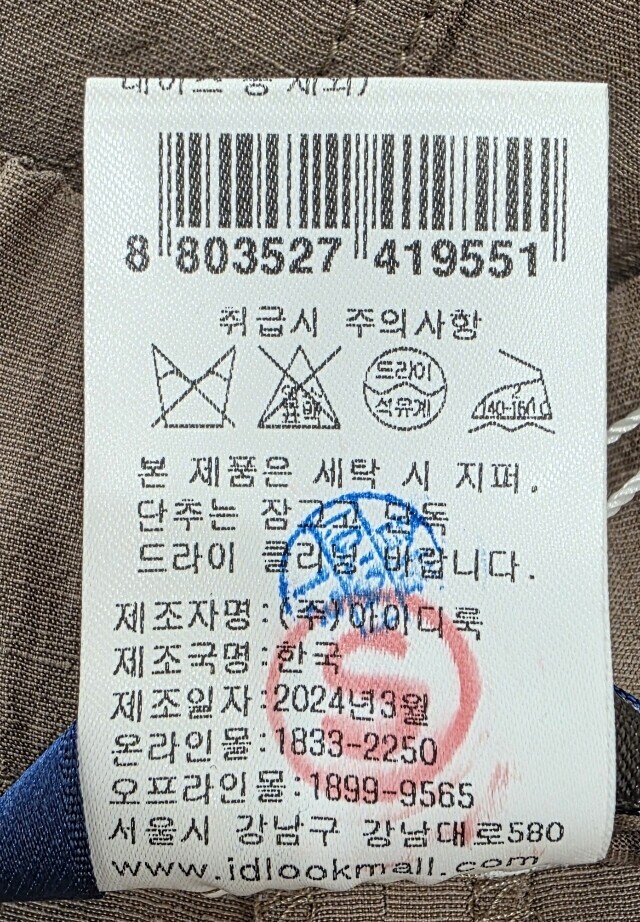 8 803527 419551
취급시 주의사항
드라이
석유계
140-160℃
본 제품은 세탁 시 지퍼,
단추는 잠그고 단독
드라이 클리닝 바랍니다.
제조자명:(주)아이디룩
제조국명:한국
제조일자:2024년3월
온라인몰:1833-2250
오프라인몰:1899-9565
서울시 강남구 강남대로580
www.idlookmall.com
S